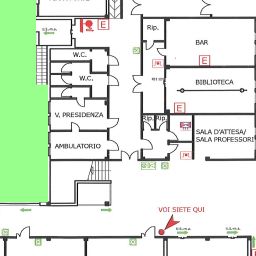 Rip.
BAR
W.C.
E
E
W.C.
BIBLIOTECA
E
V. PRESIDENZA
Rip.
Rip.
SALA D'ATTESA/
SALA PROFESSORI
AMBULATORIO
VOI SIETE QUI